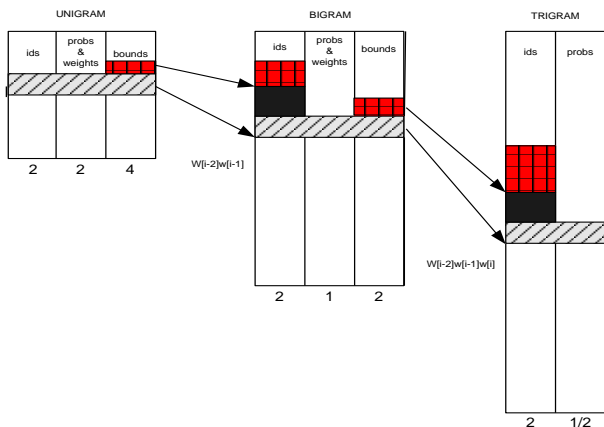 UNIGRAM
ids
probs
&
weights
bounds
2
2
4
BIGRAM
ids
probs
&
weights
bounds
W[i-2]w[i-1]
2
1
2
TRIGRAM
ids
probs
W[i-2]w[i-1]w[i]
2
1/2